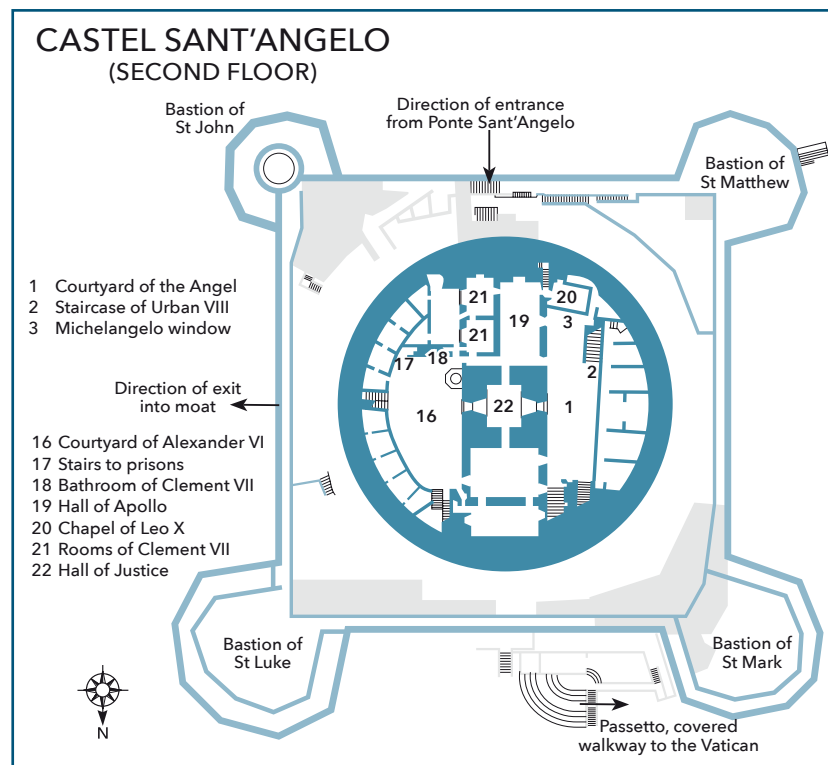 CASTEL SANT'ANGELO
(SECOND FLOOR)
Bastion of
St John
Direction of entrance
from Ponte Sant'Angelo
Bastion of
St Matthew
1 Courtyard of the Angel
2 Staircase of Urban VIII
3 Michelangelo window
Direction of exit
into moat
16 Courtyard of Alexander VI
17 Stairs to prisons
18 Bathroom of Clement VII
19 Hall of Apollo
20 Chapel of Leo X
21 Rooms of Clement VII
22 Hall of Justice
21
20
19
3
21
18
17
2
22
16
1
Bastion of
St Luke
Bastion of
St Mark
N
Passetto, covered
walkway to the Vatican